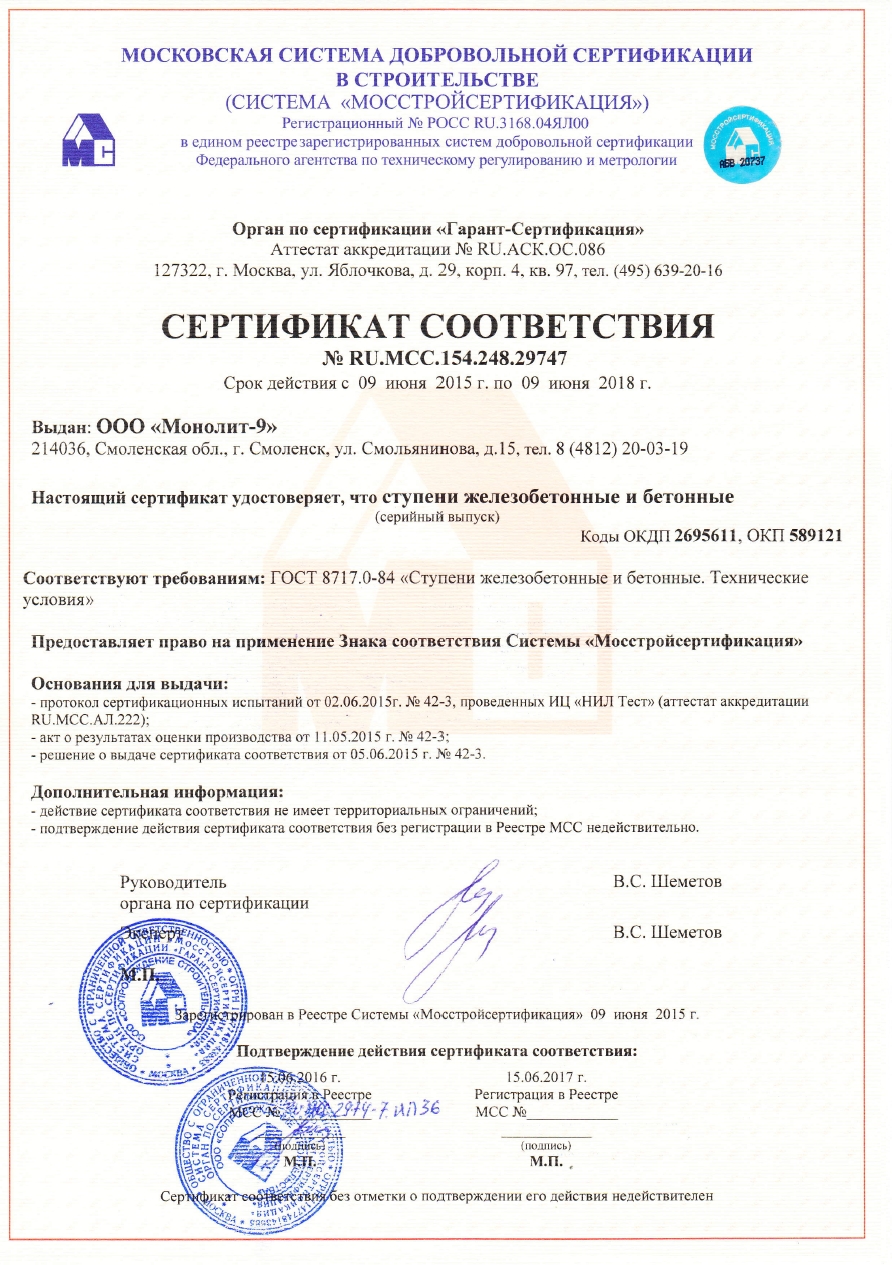 МОСКОВСКАЯ СИСТЕМА ДОБРОВОЛЬНОЙ СЕРТИФИКАЦИИ
В СТРОИТЕЛЬСТВЕ
(СИСТЕМА «МОССТРОЙСЕРТИФИКАЦИЯ»)
Регистрационный № РОСС RU.3168.04ЯЛ00
в едином реестре зарегистрированных систем добровольной сертификации
Федерального агентства по техническому регулированию и метрологии
МС
МОССТРОЙСЕРТИФИКАЦИЯ
АБВ 20737
Орган по сертификации «Гарант-Сертификация»
Аттестат аккредитации № RU.АСК.ОС.086
127322, г. Москва, ул. Яблочкова, д. 29, корп. 4, кв. 97, тел. (495) 639-20-16
СЕРТИФИКАТ СООТВЕТСТВИЯ
№ RU.МСС.154.248.29747
Срок действия с 09 июня 2015 г. по 09 июня 2018 г.
Выдан: ООО «Монолит-9»
214036, Смоленская обл., г. Смоленск, ул. Смольянинова, д.15, тел. 8 (4812) 20-03-19
Настоящий сертификат удостоверяет, что ступени железобетонные и бетонные
(серийный выпуск)
Коды ОКДП 2695611, ОКП 589121
Соответствуют требованиям: ГОСТ 8717.0-84 «Ступени железобетонные и бетонные. Технические
условия»
Предоставляет право на применение Знака соответствия Системы «Мосстройсертификация»
Основания для выдачи:
- протокол сертификационных испытаний от 02.06.2015г. № 42-3, проведенных ИЦ «НИЛ Тест» (аттестат аккредитации
RU.МСС.АЛ.222);
- акт о результатах оценки производства от 11.05.2015 г. № 42-3;
- решение о выдаче сертификата соответствия от 05.06.2015 г. № 42-3.
Дополнительная информация:
- действие сертификата соответствия не имеет территориальных ограничений;
- подтверждение действия сертификата соответствия без регистрации в Реестре МСС недействительно.
Руководитель В.С. Шеметов
органа по сертификации
Эксперт В.С. Шеметов
М.П.
Зарегистрирован в Реестре Системы «Мосстройсертификация» 09 июня 2015 г.
Подтверждение действия сертификата соответствия:
15.06.2016 г. 15.06.2017 г.
Регистрация в Реестре Регистрация в Реестре
МСС № МСС №
(подпись) (подпись)
М.П. М.П.
Сертификат соответствия без отметки о подтверждении его действия недействителен